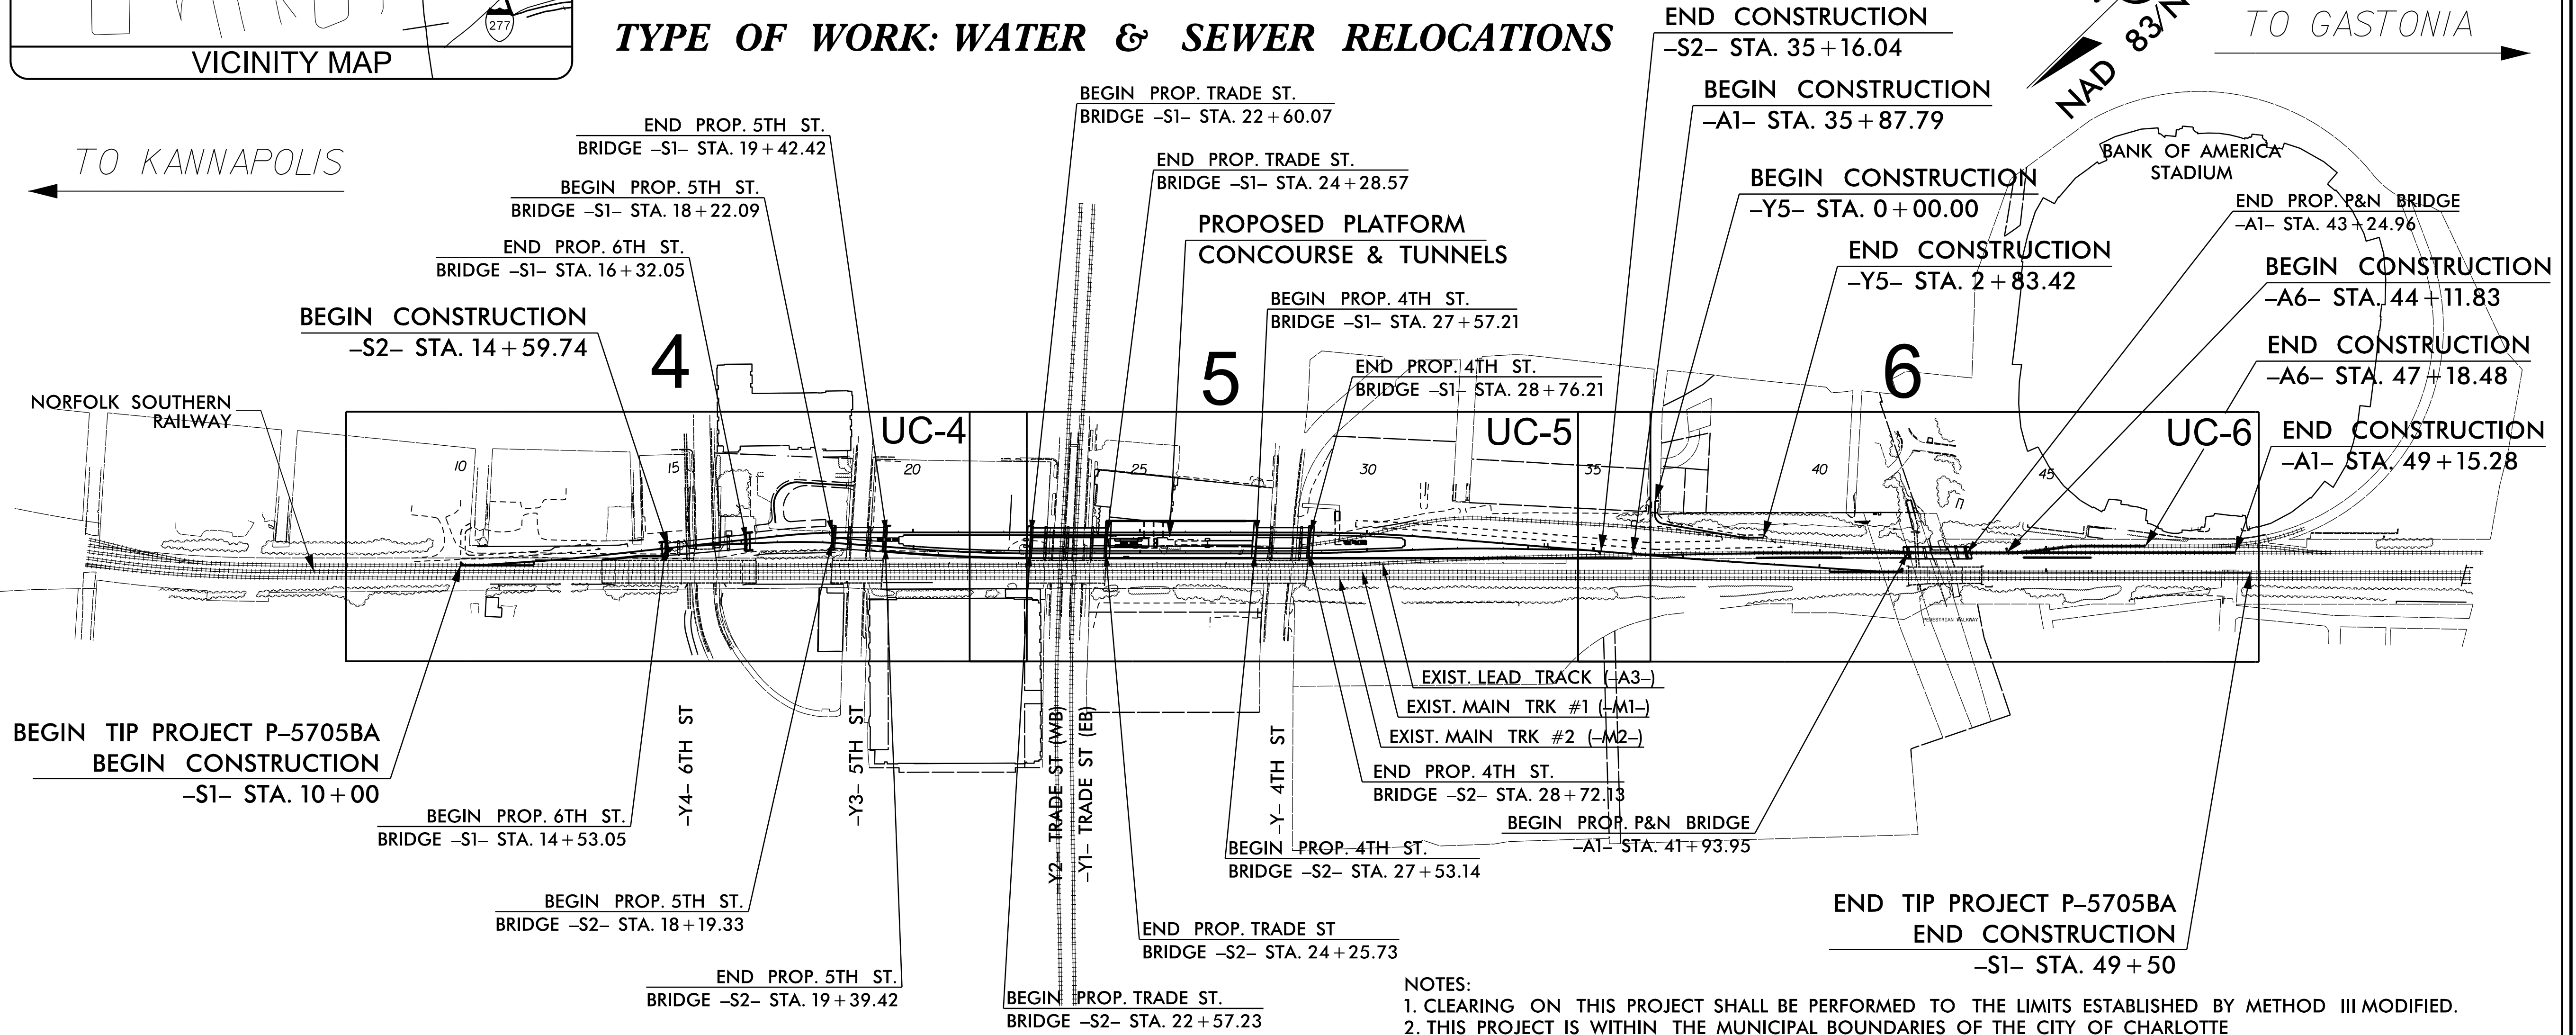 277
VICINITY MAP
TYPE OF WORK: WATER & SEWER RELOCATIONS
NAD 83/
TO GASTONIA
TO KANNAPOLIS
END PROP. 5TH ST.
BRIDGE –S1– STA. 19+42.42
BEGIN PROP. 5TH ST.
BRIDGE –S1– STA. 18+22.09
END PROP. 6TH ST.
BRIDGE –S1– STA. 16+32.05
BEGIN CONSTRUCTION
–S2– STA. 14+59.74
BEGIN PROP. TRADE ST.
BRIDGE –S1– STA. 22+60.07
END PROP. TRADE ST.
BRIDGE –S1– STA. 24+28.57
PROPOSED PLATFORM
CONCOURSE & TUNNELS
BEGIN PROP. 4TH ST.
BRIDGE –S1– STA. 27+57.21
END PROP. 4TH ST.
BRIDGE –S1– STA. 28+76.21
END CONSTRUCTION
–S2– STA. 35+16.04
BEGIN CONSTRUCTION
–A1– STA. 35+87.79
BEGIN CONSTRUCTION
–Y5– STA. 0+00.00
END CONSTRUCTION
–Y5– STA. 2+83.42
BANK OF AMERICA
STADIUM
END PROP. P&N BRIDGE
–A1– STA. 43+24.96
BEGIN CONSTRUCTION
–A6– STA. 44+11.83
END CONSTRUCTION
–A6– STA. 47+18.48
END CONSTRUCTION
–A1– STA. 49+15.28
4
5
6
NORFOLK SOUTHERN
RAILWAY
UC-4
UC-5
UC-6
10
15
20
25
30
35
40
45
PEDESTRIAN WALKWAY
EXIST. LEAD TRACK (–A3–)
EXIST. MAIN TRK #1 (–M1–)
EXIST. MAIN TRK #2 (–M2–)
END PROP. 4TH ST.
BRIDGE –S2– STA. 28+72.13
BEGIN PROP. P&N BRIDGE
–A1– STA. 41+93.95
BEGIN PROP. 4TH ST.
BRIDGE –S2– STA. 27+53.14
–Y4– 6TH ST
–Y3– 5TH ST
–Y2– TRADE ST (WB)
–Y1– TRADE ST (EB)
–Y– 4TH ST
BEGIN TIP PROJECT P–5705BA
BEGIN CONSTRUCTION
–S1– STA. 10+00
BEGIN PROP. 6TH ST.
BRIDGE –S1– STA. 14+53.05
BEGIN PROP. 5TH ST.
BRIDGE –S2– STA. 18+19.33
END PROP. 5TH ST.
BRIDGE –S2– STA. 19+39.42
BEGIN PROP. TRADE ST.
BRIDGE –S2– STA. 22+57.23
END PROP. TRADE ST
BRIDGE –S2– STA. 24+25.73
END TIP PROJECT P–5705BA
END CONSTRUCTION
–S1– STA. 49+50
NOTES:
1. CLEARING ON THIS PROJECT SHALL BE PERFORMED TO THE LIMITS ESTABLISHED BY METHOD III MODIFIED.
2. THIS PROJECT IS WITHIN THE MUNICIPAL BOUNDARIES OF THE CITY OF CHARLOTTE